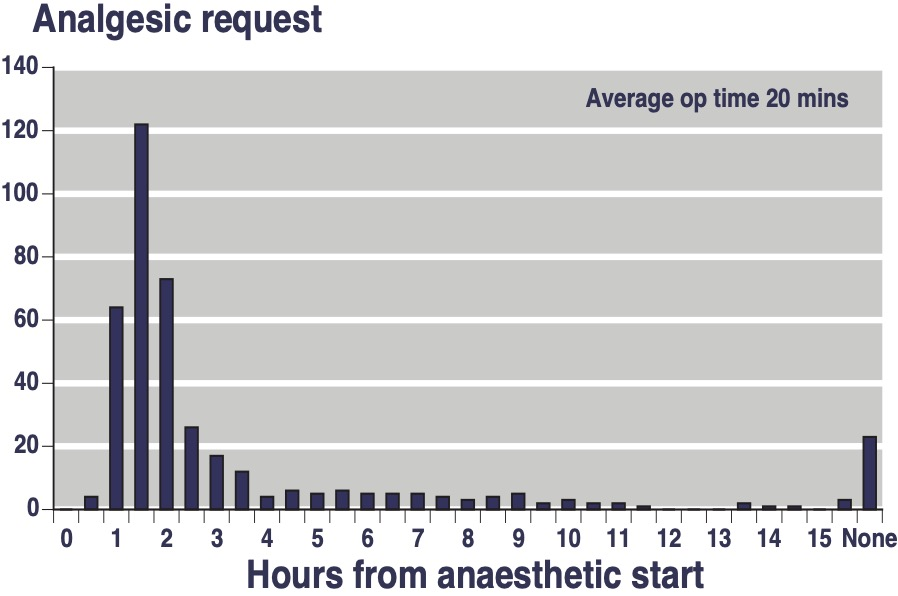 Analgesic request
140
Average op time 20 mins
120
100
80
60
40
20
0
0 1 2 3 4 5 6 7 8 9 10 11 12 13 14 15 None
Hours from anaesthetic start